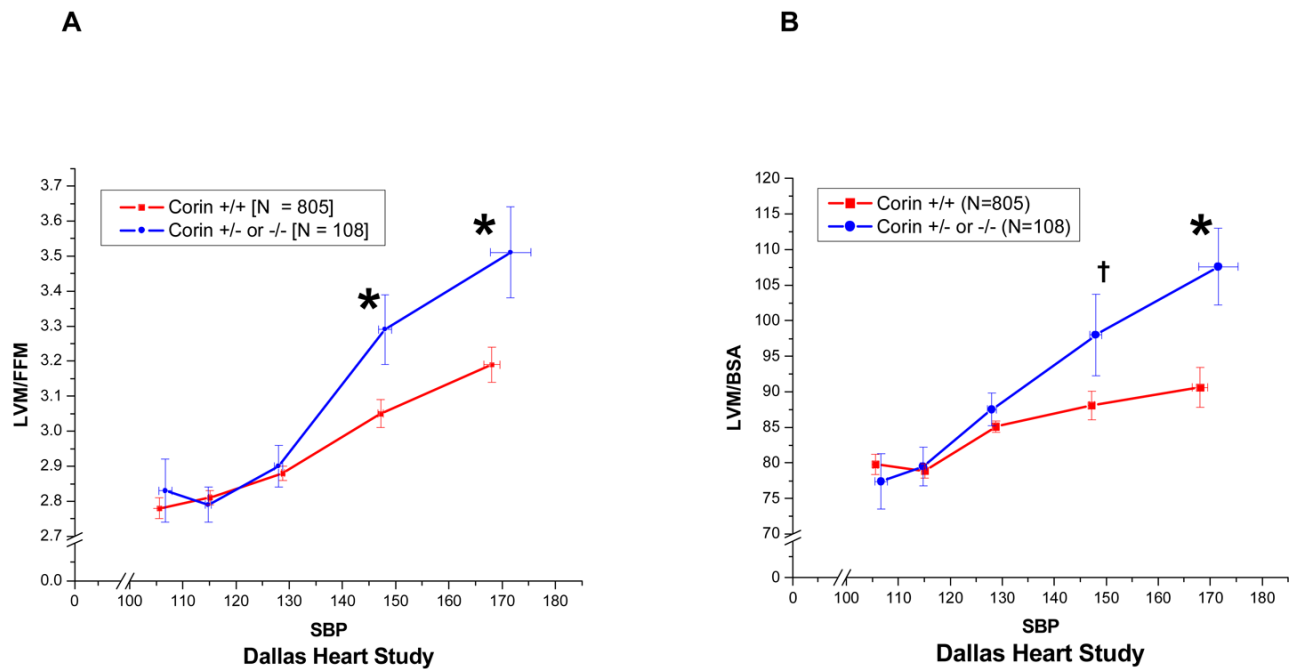 A
3.7
3.6
3.5
3.4
3.3
3.2
3.1
3.0
2.9
2.8
2.7
0.0
LVM/FFM
Corin +/+ [N = 805]
Corin +/- or -/- [N = 108]
*
*
0 100 110 120 130 140 150 160 170 180
SBP
Dallas Heart Study
B
120
115
110
105
100
95
90
85
80
75
70
0
LVM/BSA
Corin +/+ (N=805)
Corin +/- or -/- (N=108)
*
†
0 100 110 120 130 140 150 160 170 180
SBP
Dallas Heart Study